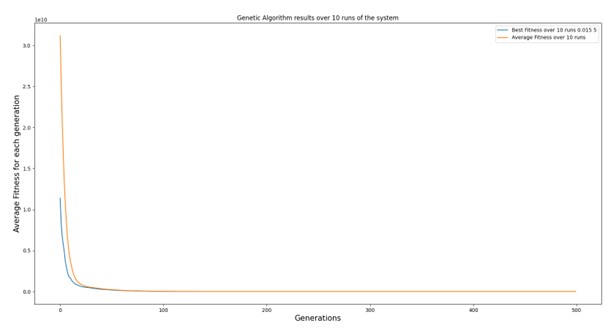 Genetic Algorithm results over 10 runs of the system
1e10
Best Fitness over 10 runs 0.015 5
Average Fitness over 10 runs
3.0
2.5
2.0
1.5
1.0
0.5
0.0
Average Fitness for each generation
0 100 200 300 400 500
Generations